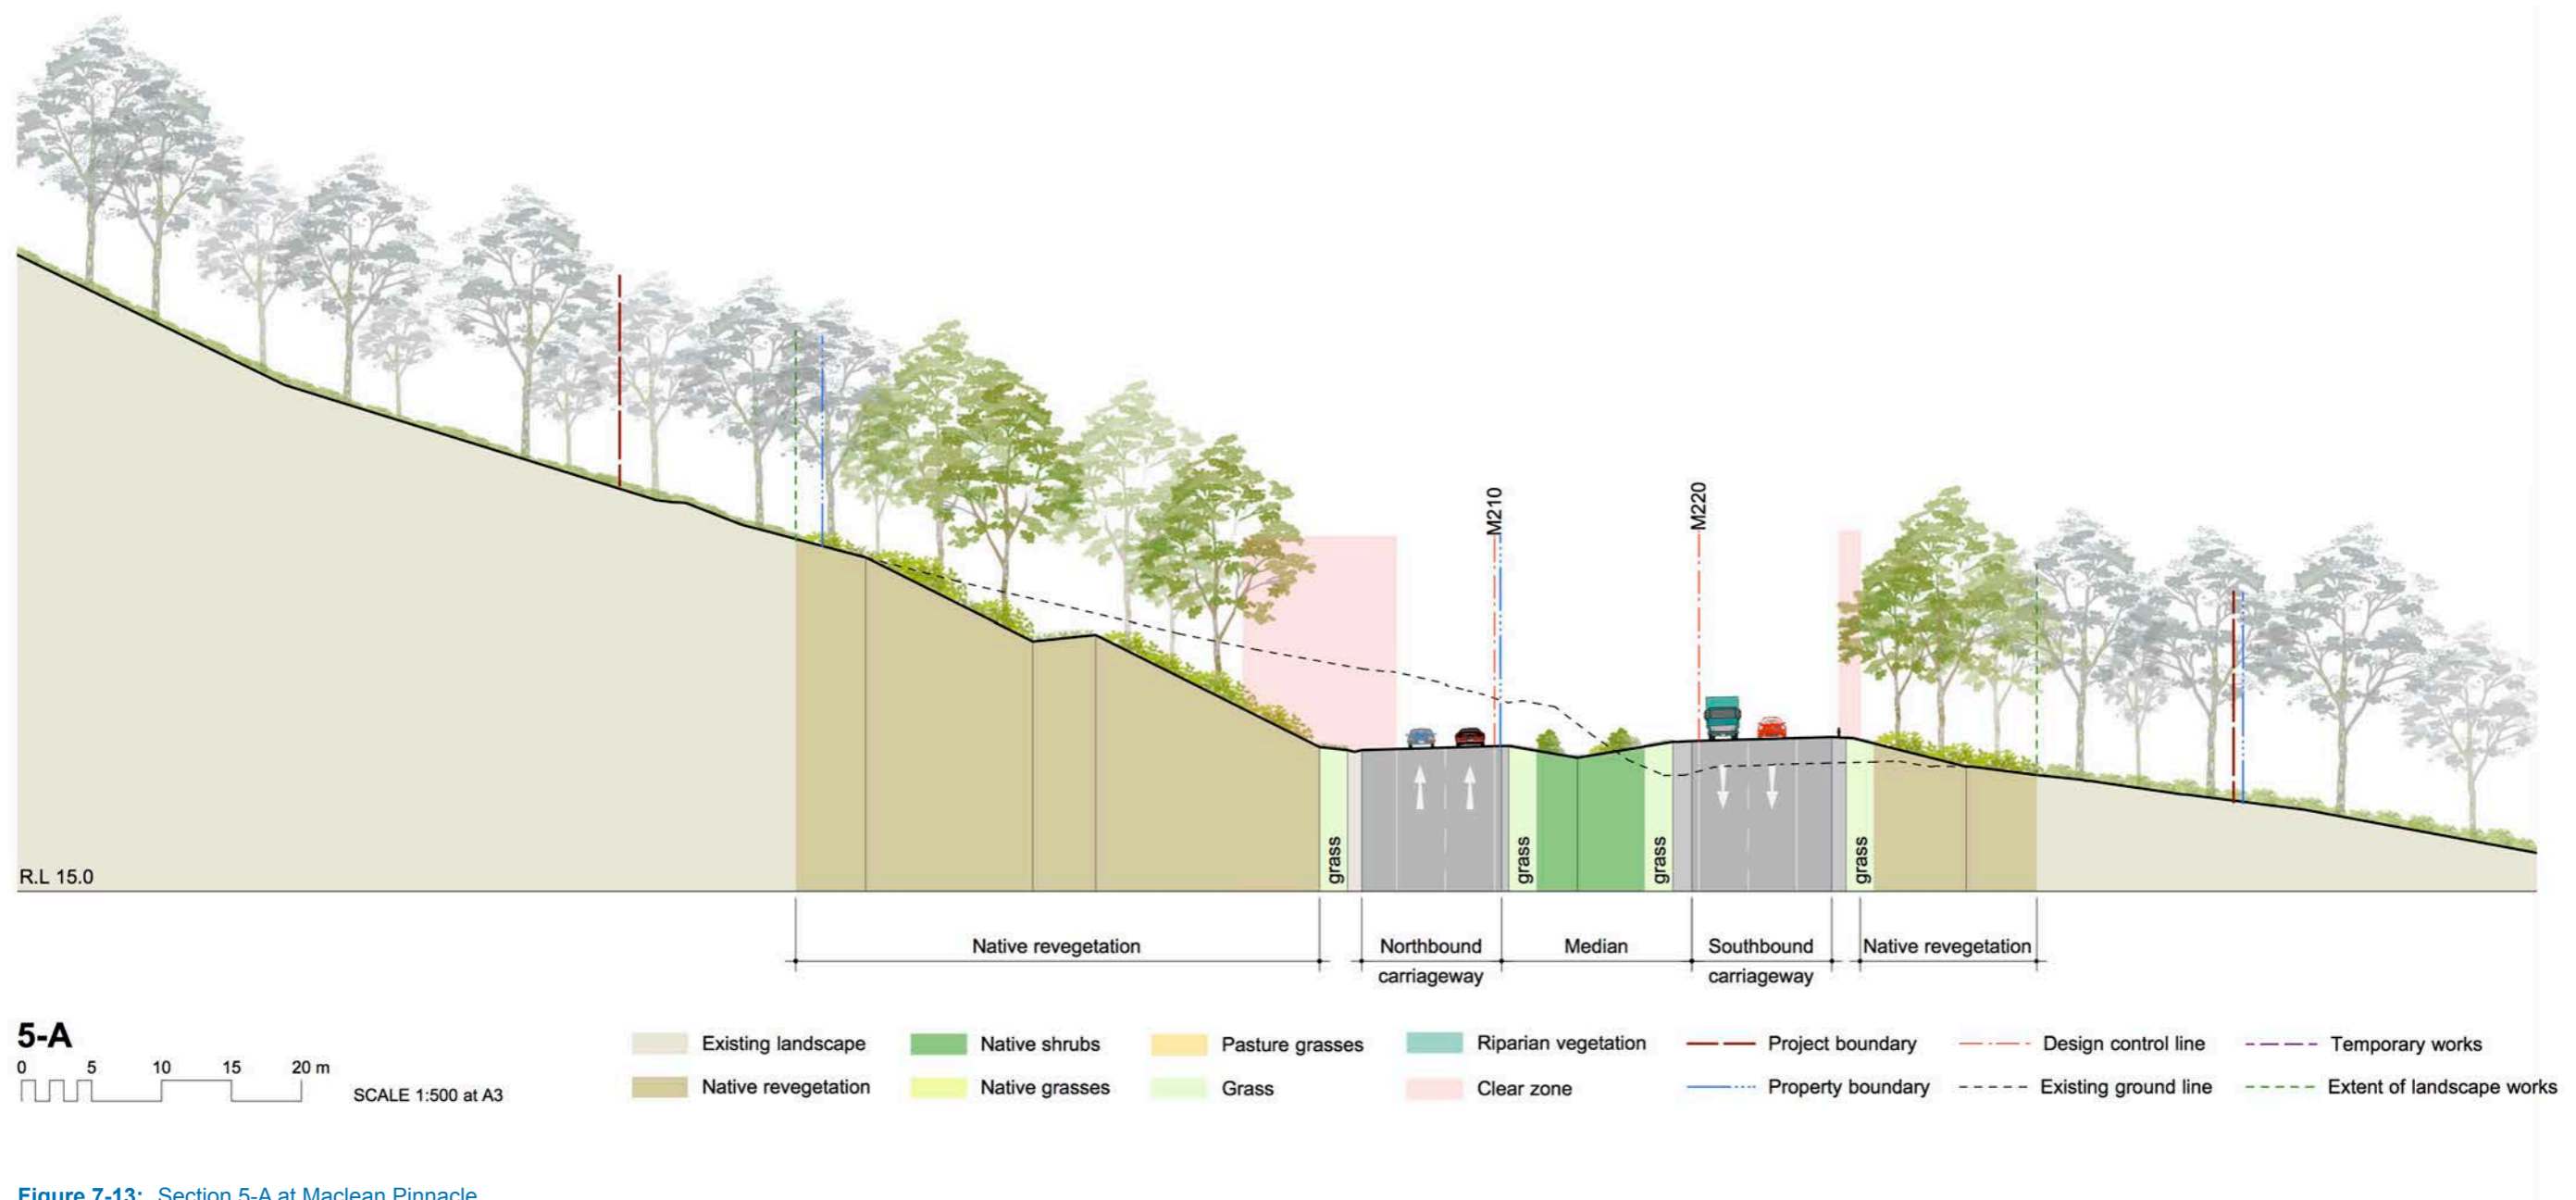 M210
M220
R.L 15.0
grass
grass
grass
grass
Native revegetation
Northbound
carriageway
Median
Southbound
carriageway
Native revegetation
5-A
0 5 10 15 20 m
SCALE 1:500 at A3
Existing landscape
Native shrubs
Pasture grasses
Riparian vegetation
Project boundary
Design control line
Temporary works
Native revegetation
Native grasses
Grass
Clear zone
Property boundary
Existing ground line
Extent of landscape works
Figure 7-13: Section 5-A at Maclean Pinnacle